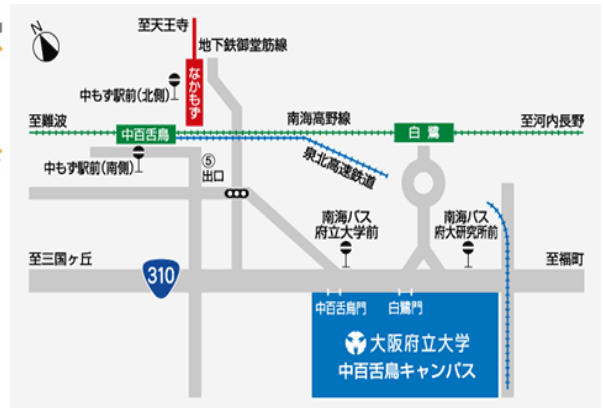 N
至天王寺
地下鉄御堂筋線
なかもず
中もず駅前(北側)
至難波
中百舌鳥
南海高野線
白鷺
至河内長野
中もず駅前(南側)
⑤
出口
泉北高速鉄道
南海バス
府立大学前
南海バス
府大研究所前
至三国ヶ丘
310
至福町
中百舌鳥門
白鷺門
大阪府立大学
中百舌鳥キャンパス